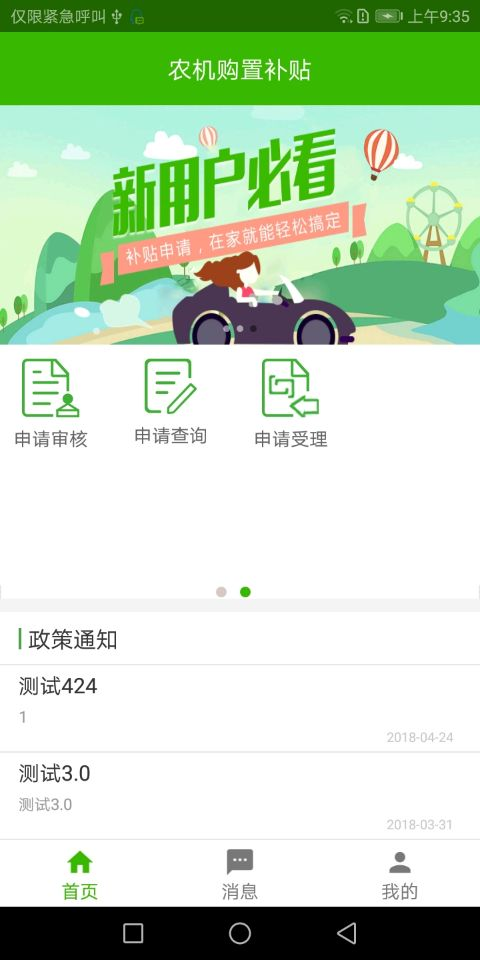 仅限紧急呼叫
上午9:35
农机购置补贴
新用户必看
补贴申请，在家就能轻松搞定
申请审核
申请查询
申请受理
政策通知
测试424
1
2018-04-24
测试3.0
测试3.0
2018-03-31
首页
消息
我的